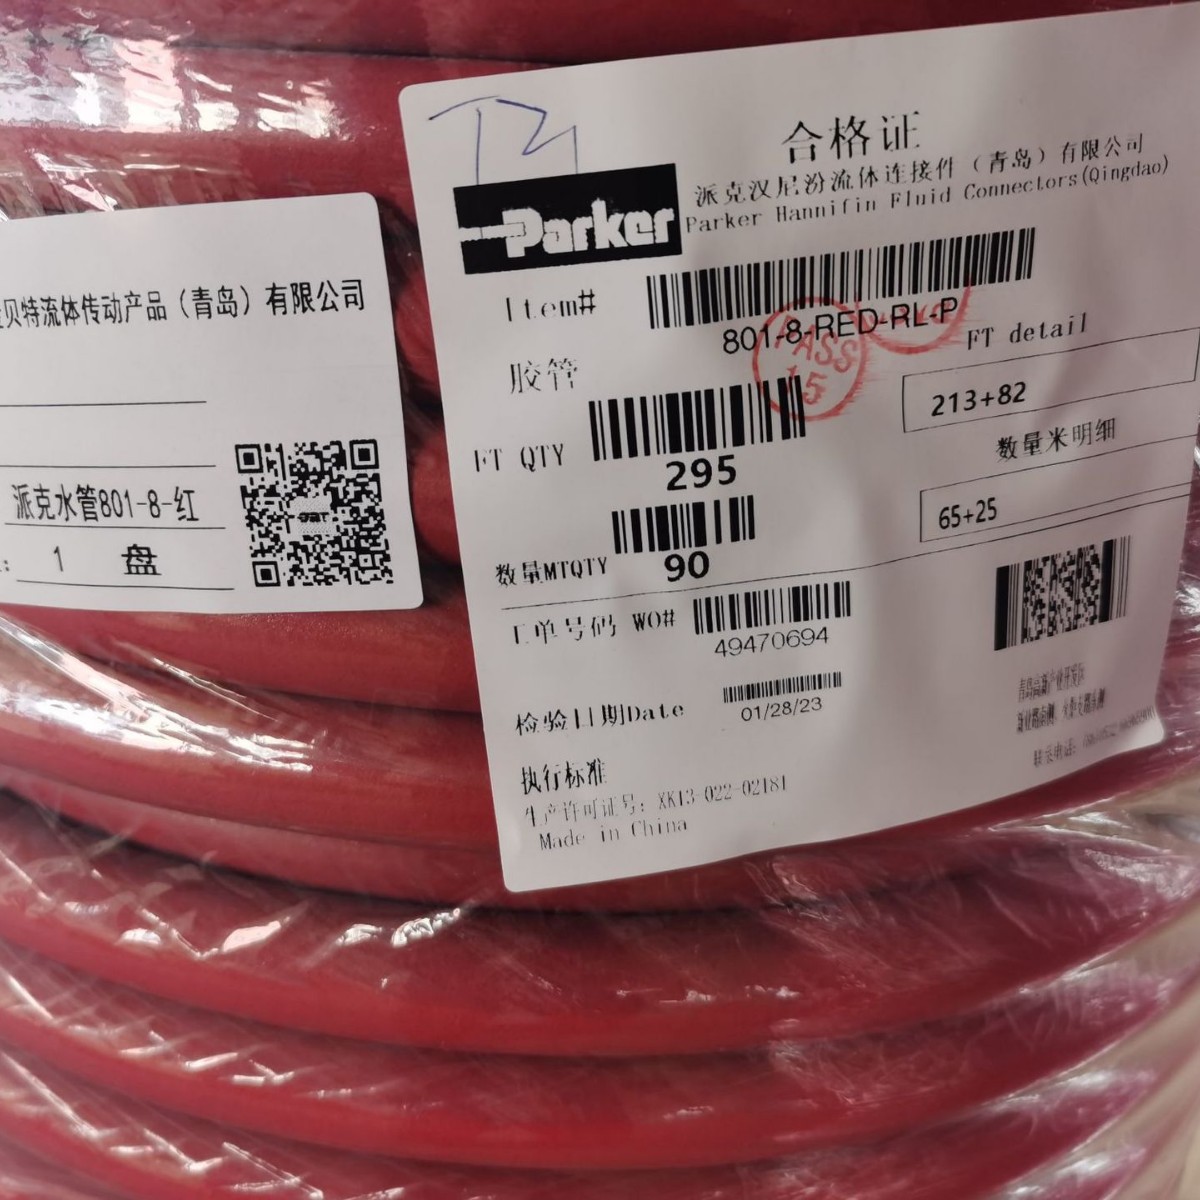 贝特流体传动产品（青岛）有限公司
派克水管801-8-红
1 盘
合格证
派克汉尼汾流体连接件（青岛）有限公司
Parker Hannifin Fluid Connectors(Qingdao)
Parker
Item#
801-8-RED-RL-P
PASS
15
胶管
FT detail
213+82
FT QTY
295
数量米明细
65+25
数量MTQTY
90
工单号码 WO#
49470694
检验日期Date
01/28/23
执行标准
生产许可证号: XK13-022-02181
Made in China